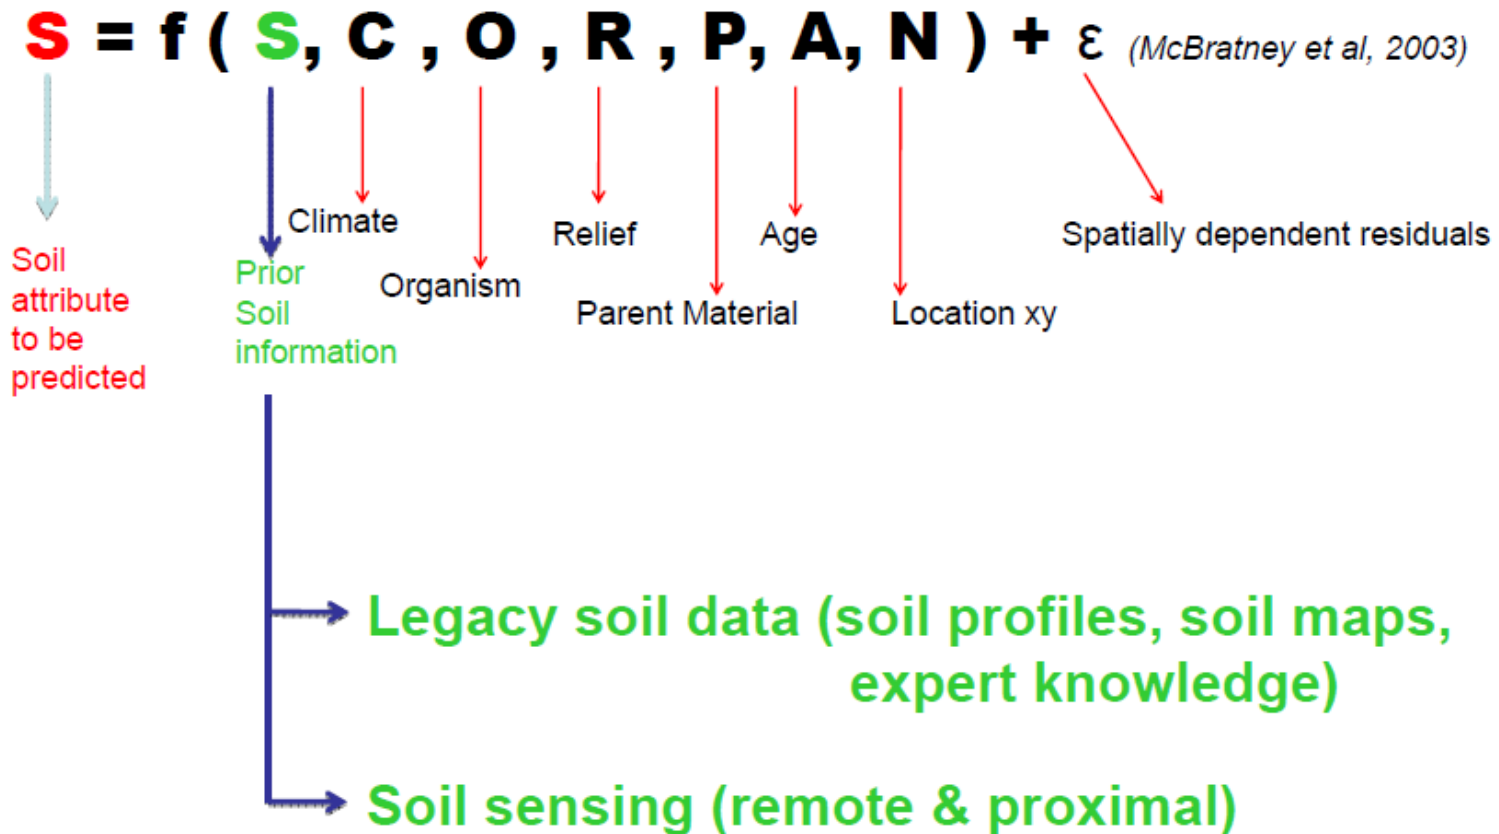 S = f ( S, C , O , R , P, A, N ) + ε (McBratney et al, 2003)
Soil
attribute
to be
predicted
Prior
Soil
information
Climate
Organism
Relief
Parent Material
Age
Location xy
Spatially dependent residuals
Legacy soil data (soil profiles, soil maps,
expert knowledge)
Soil sensing (remote & proximal)